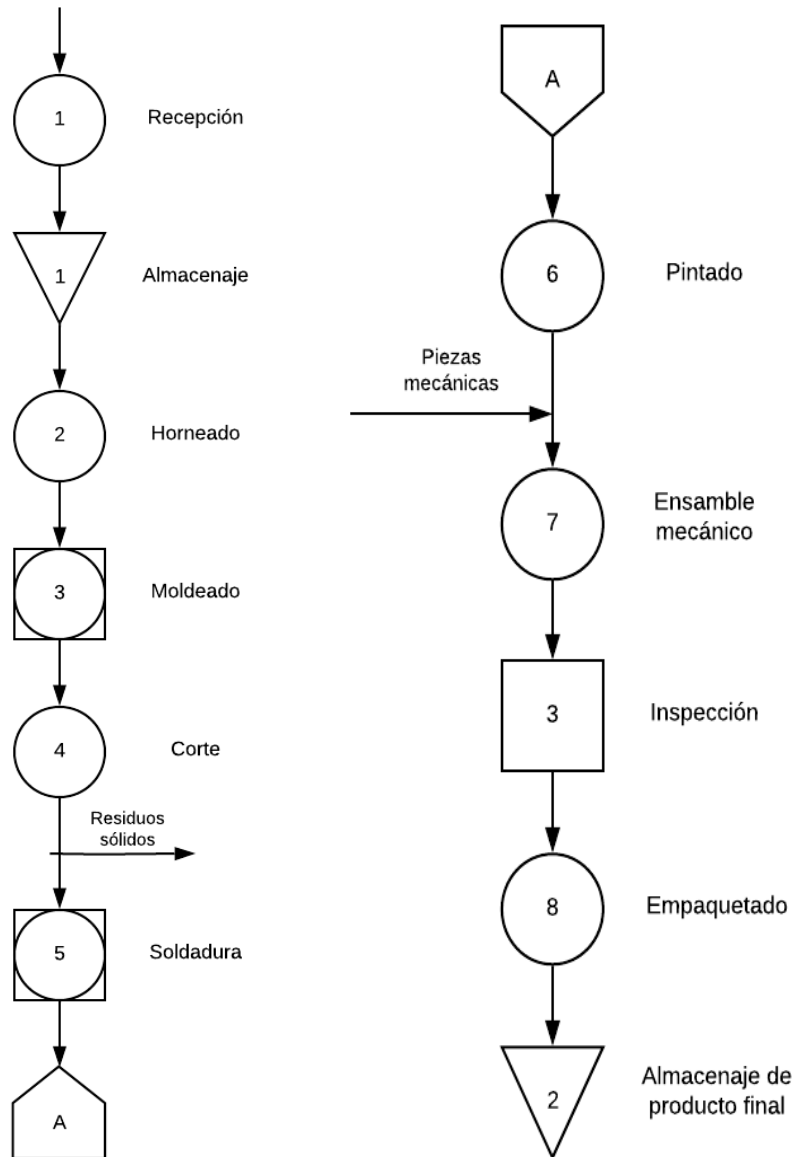 1
Recepción
1
Almacenaje
2
Horneado
3
Moldeado
4
Corte
Residuos
sólidos
5
Soldadura
A
A
6
Pintado
Piezas
mecánicas
7
Ensamble
mecánico
3
Inspección
8
Empaquetado
2
Almacenaje de
producto final